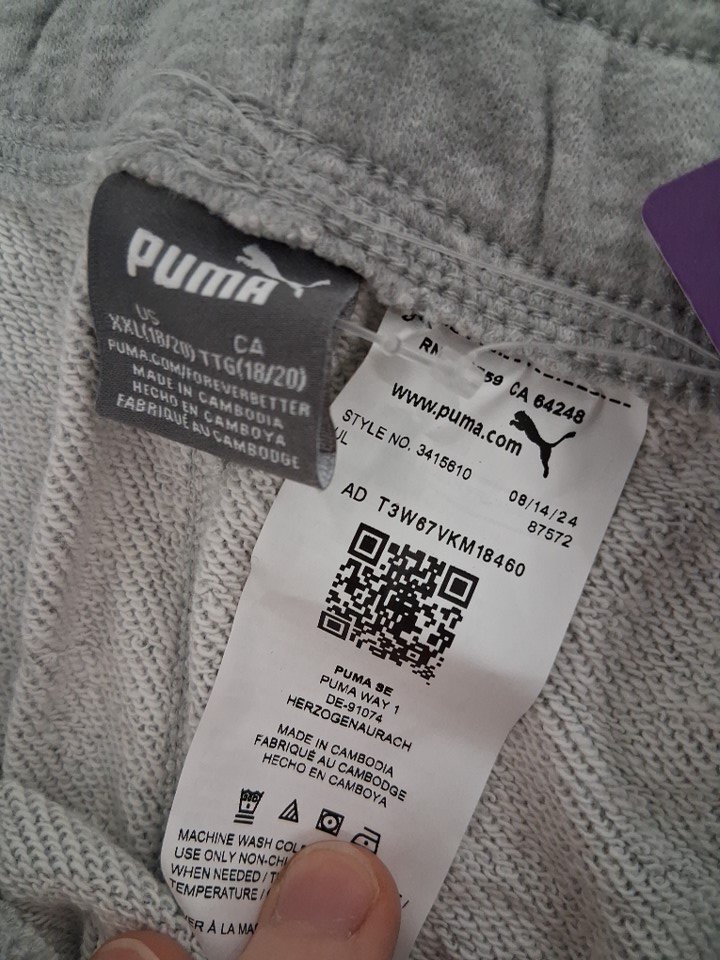 PUMA
US CA
XXL(18/20) TTG(18/20)
PUMA.COM/FOREVERBETTER
MADE IN CAMBODIA
HECHO EN CAMBOYA
FABRIQUÉ AU CAMBODGE
59 CA 64248
www.puma.com
STYLE NO. 3415610
08/14/24
87572
AD T3W67VKM18460
PUMA SE
PUMA WAY 1
DE-91074
HERZOGENAURACH
MADE IN CAMBODIA
FABRIQUÉ AU CAMBODGE
HECHO EN CAMBOYA
MACHINE WASH
USE ONLY
WHEN NEEDED /
TEMPERATURE /
À LA